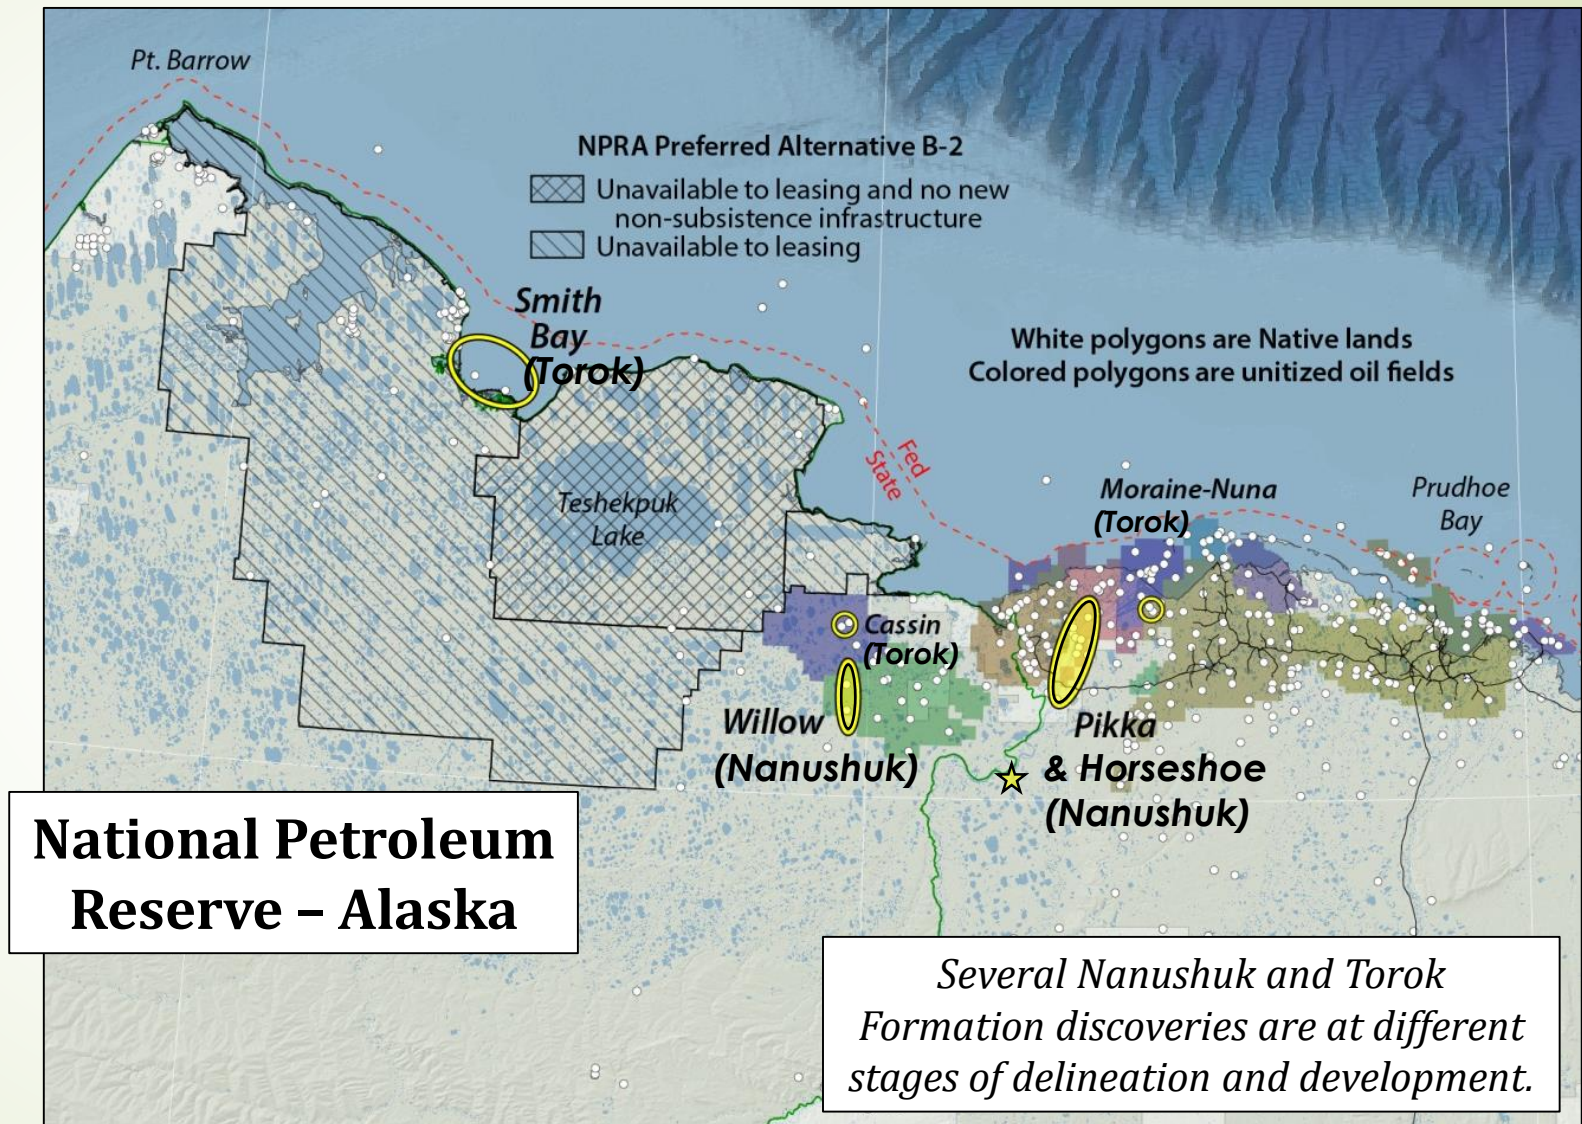 Pt. Barrow
NPRA Preferred Alternative B-2
Unavailable to leasing and no new
non-subsistence infrastructure
Unavailable to leasing
Smith
Bay
(Torok)
White polygons are Native lands
Colored polygons are unitized oil fields
Fed
State
Teshekpuk
Lake
Moraine-Nuna
(Torok)
Prudhoe
Bay
Cassin
(Torok)
Willow
(Nanushuk)
Pikka
& Horseshoe
(Nanushuk)
National Petroleum
Reserve – Alaska
Several Nanushuk and Torok
Formation discoveries are at different
stages of delineation and development.